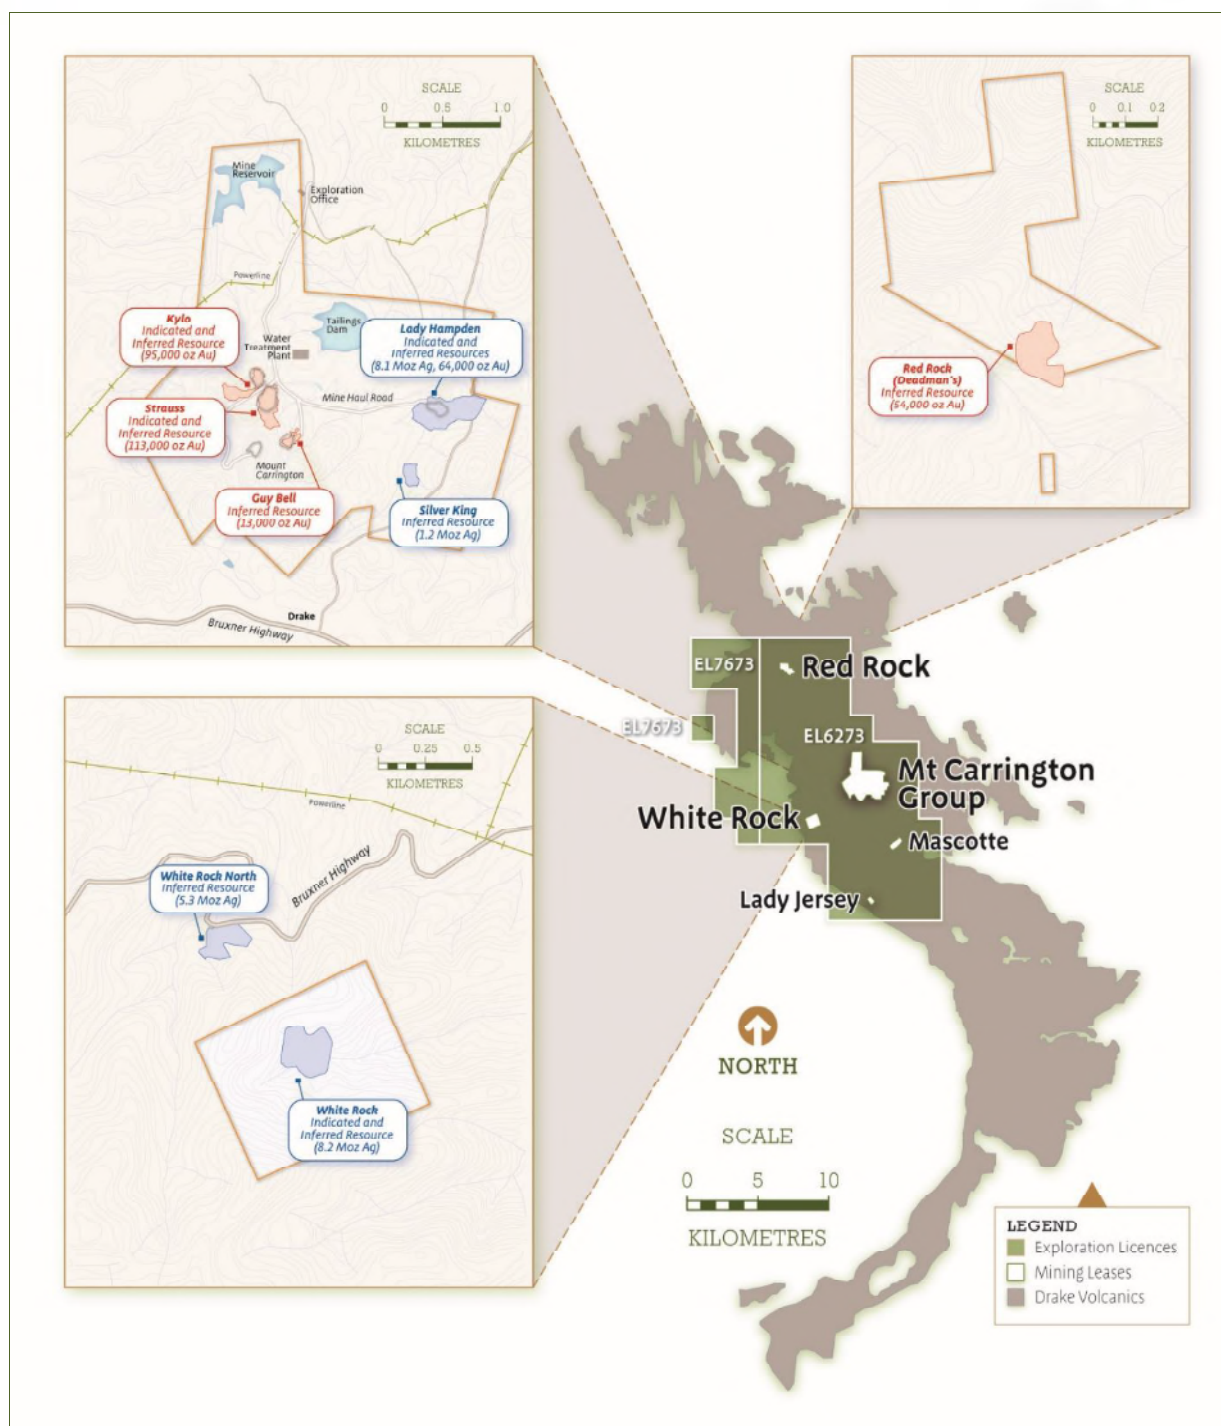 SCALE
0 0.5 1.0
KILOMETRES
Mine
Reservoir
Exploration
Office
Powerline
Kylo
Indicated and
Inferred Resource
(95,000 oz Au)
Tailings
Dam
Water
Treatment
Plant
Lady Hampden
Indicated and
Inferred Resources
(8.1 Moz Ag, 64,000 oz Au)
Strauss
Indicated and
Inferred Resource
(113,000 oz Au)
Mine Haul Road
Mount
Carrington
Guy Bell
Inferred Resource
(13,000 oz Au)
Silver King
Inferred Resource
(1.2 Moz Ag)
Drake
Bruxner Highway
SCALE
0 0.1 0.2
KILOMETRES
Red Rock
(Deadman's)
Inferred Resource
(54,000 oz Au)
SCALE
0 0.25 0.5
KILOMETRES
Powerline
Bruxner Highway
White Rock North
Inferred Resource
(5.3 Moz Ag)
White Rock
Indicated and
Inferred Resource
(8.2 Moz Ag)
EL7673
Red Rock
EL7673
EL6273
Mt Carrington
Group
White Rock
Mascotte
Lady Jersey
NORTH
SCALE
0 5 10
KILOMETRES
LEGEND
Exploration Licences
Mining Leases
Drake Volcanics